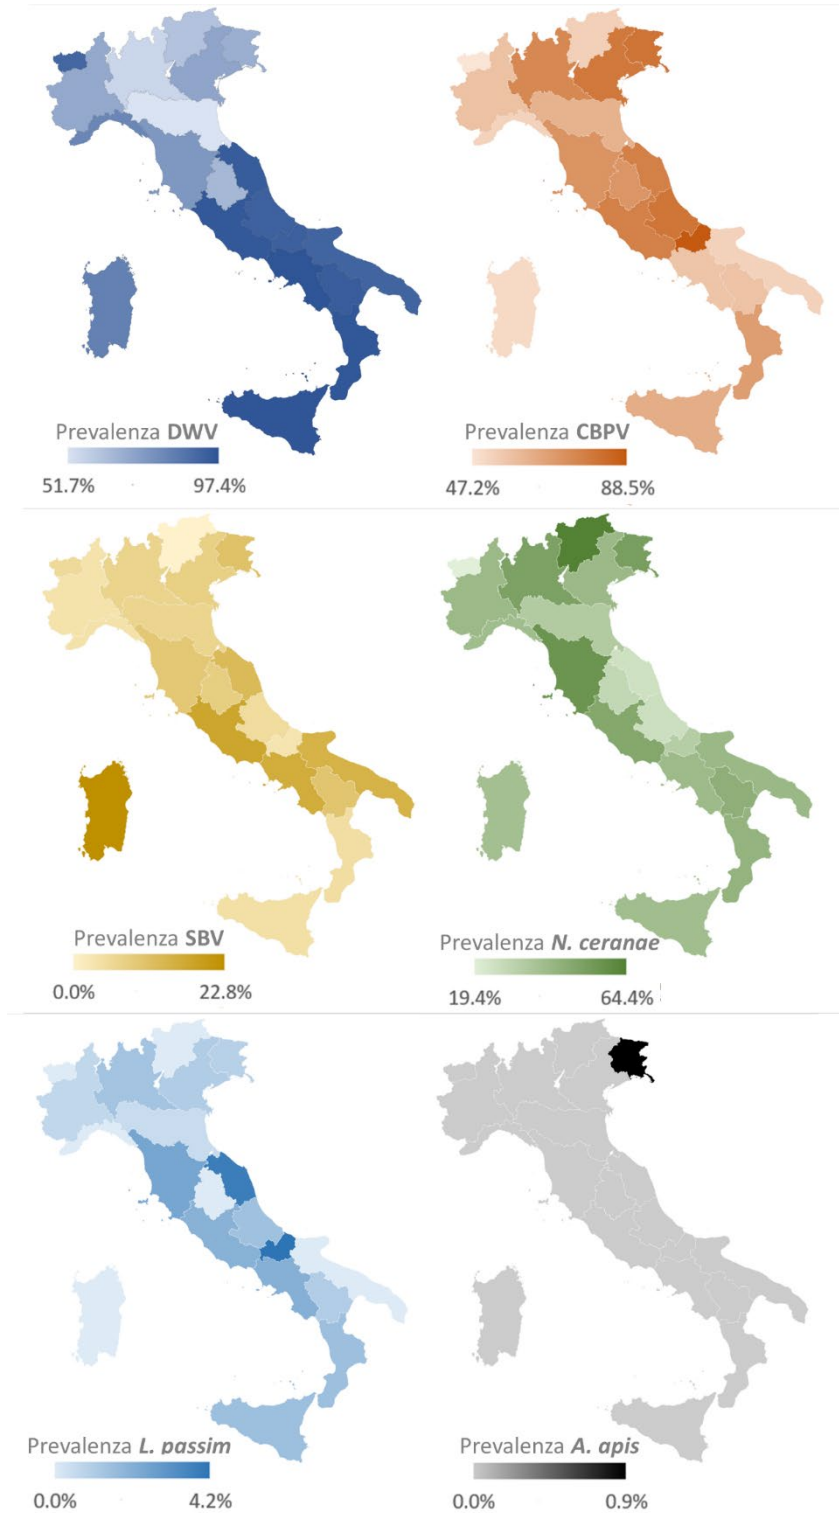 Prevalenza DWV
51.7% 97.4%
Prevalenza CBPV
47.2% 88.5%
Prevalenza SBV
0.0% 22.8%
Prevalenza N. ceranae
19.4% 64.4%
Prevalenza L. passim
0.0% 4.2%
Prevalenza A. apis
0.0% 0.9%